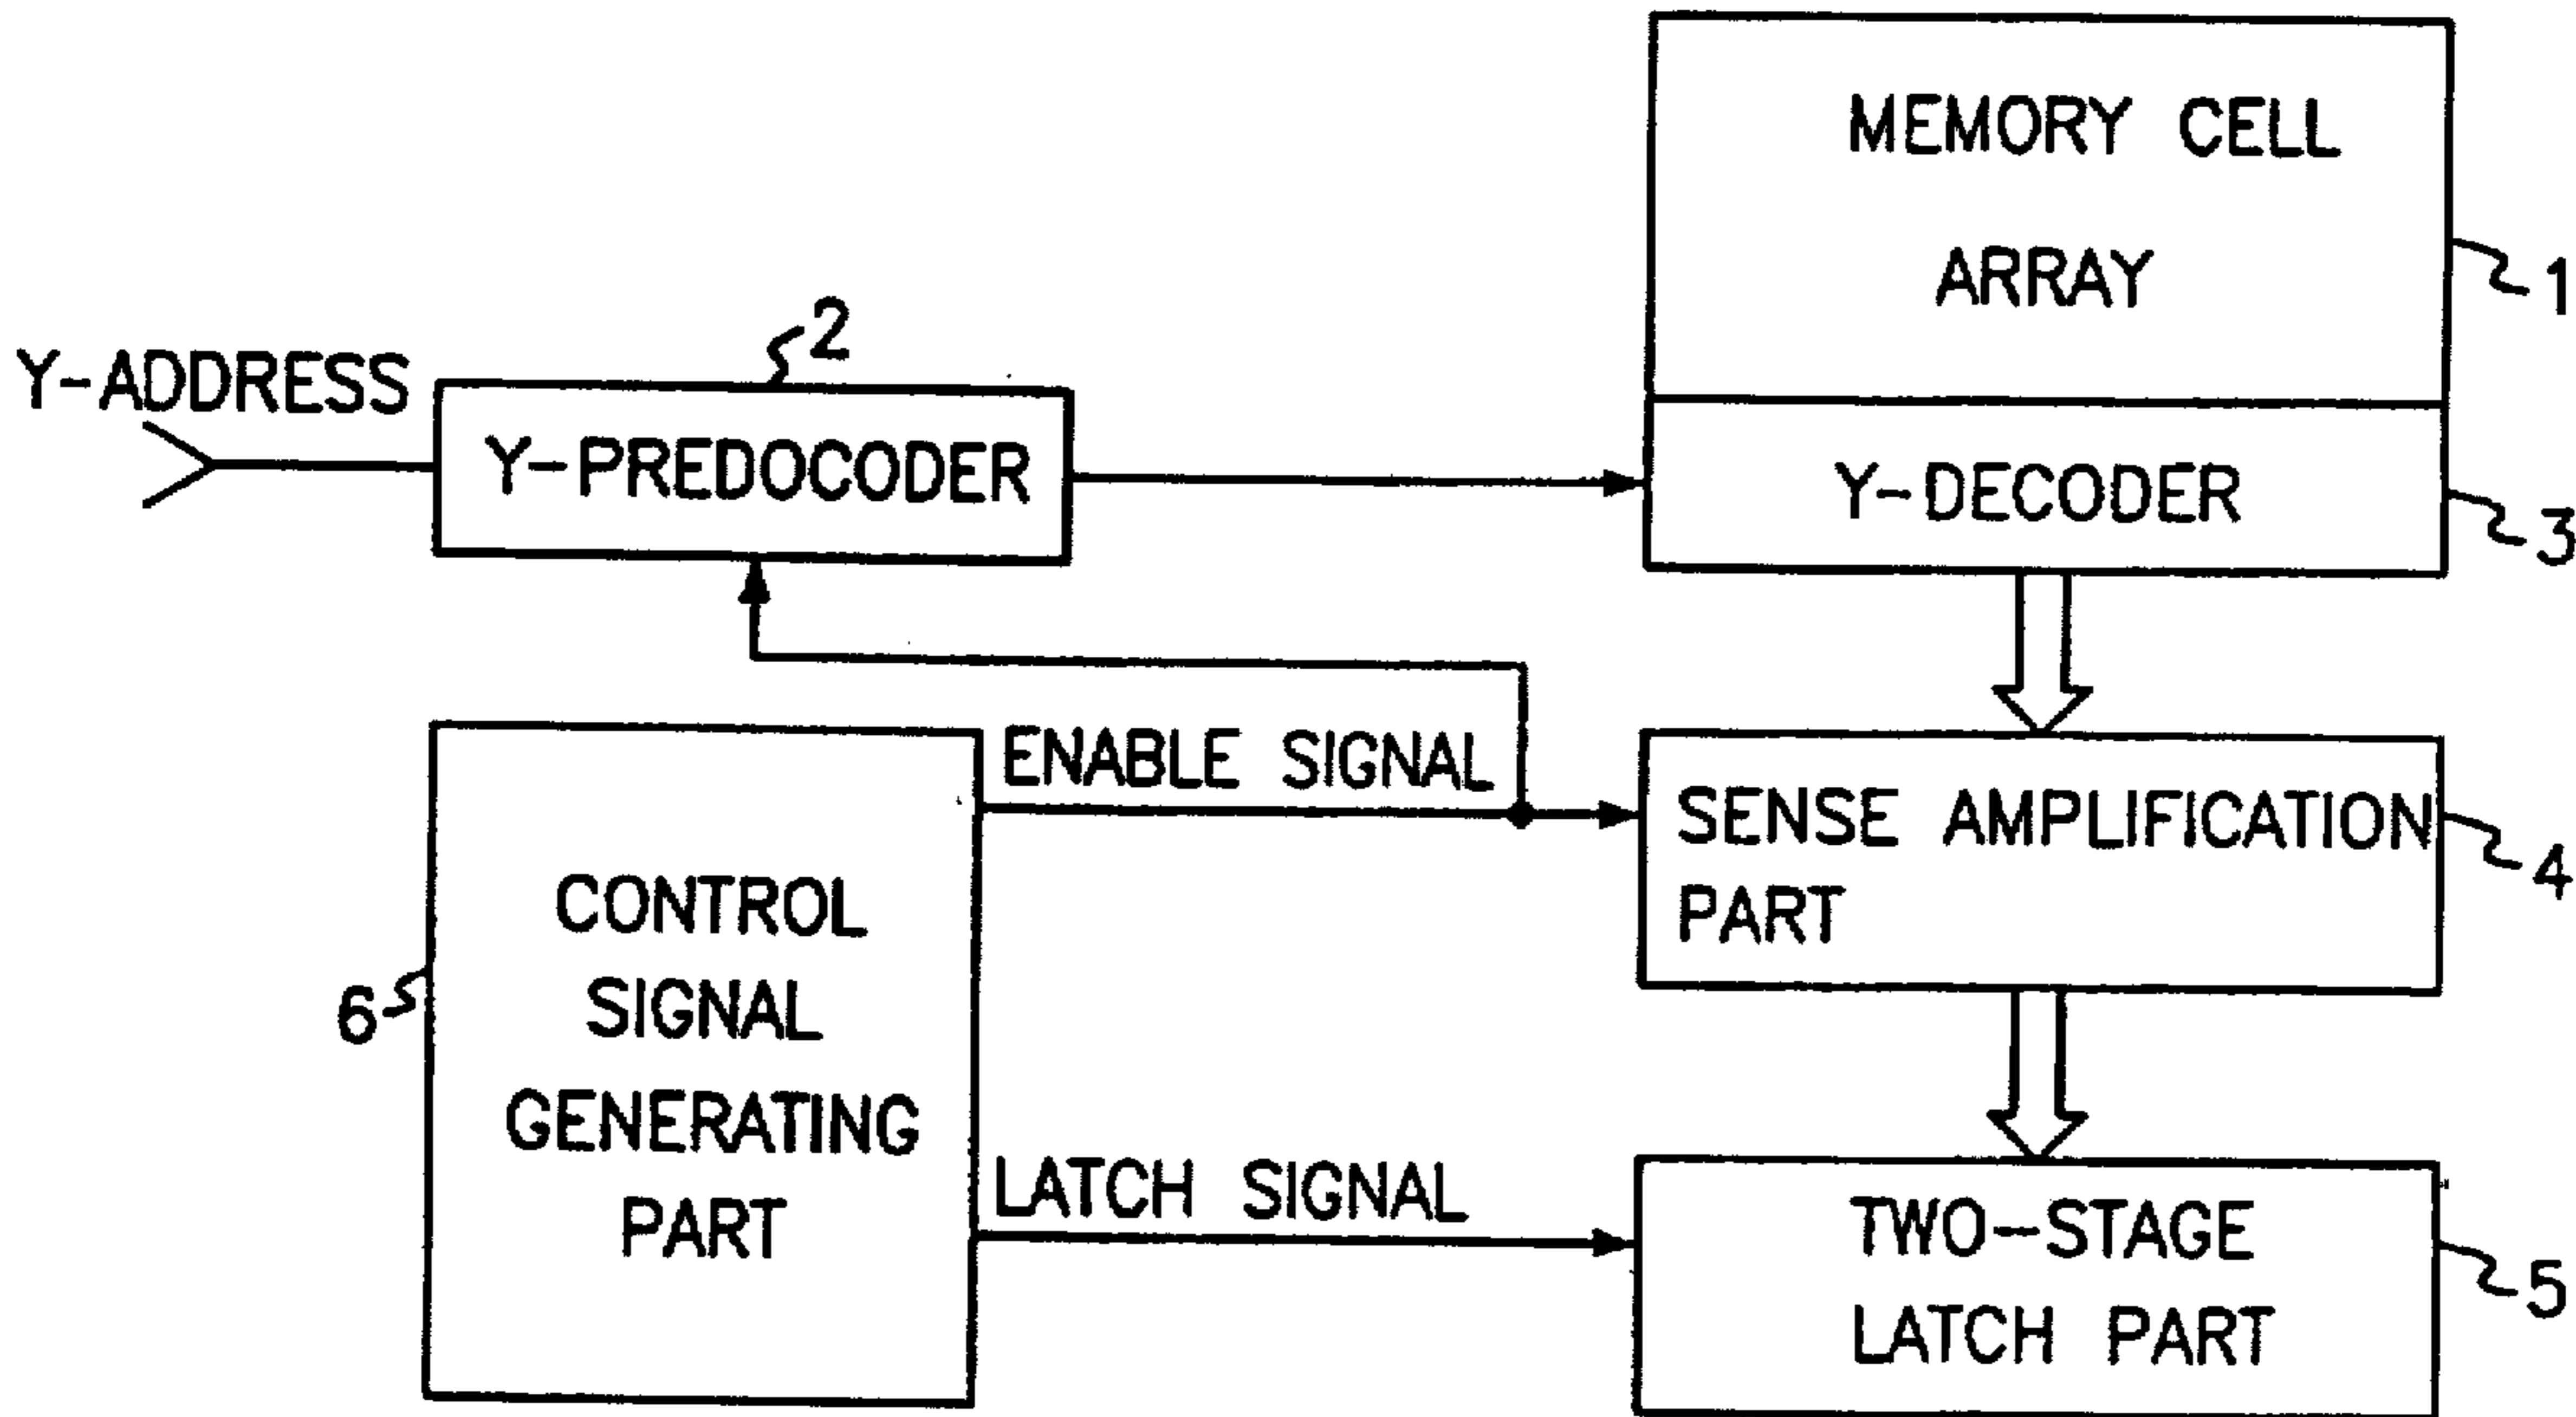 MEMORY CELL
ARRAY
1
2
Y-ADDRESS
Y-PREDOCODER
Y-DECODER
3
ENABLE SIGNAL
SENSE AMPLIFICATION
PART
4
CONTROL
SIGNAL
GENERATING
PART
6
LATCH SIGNAL
TWO-STAGE
LATCH PART
5